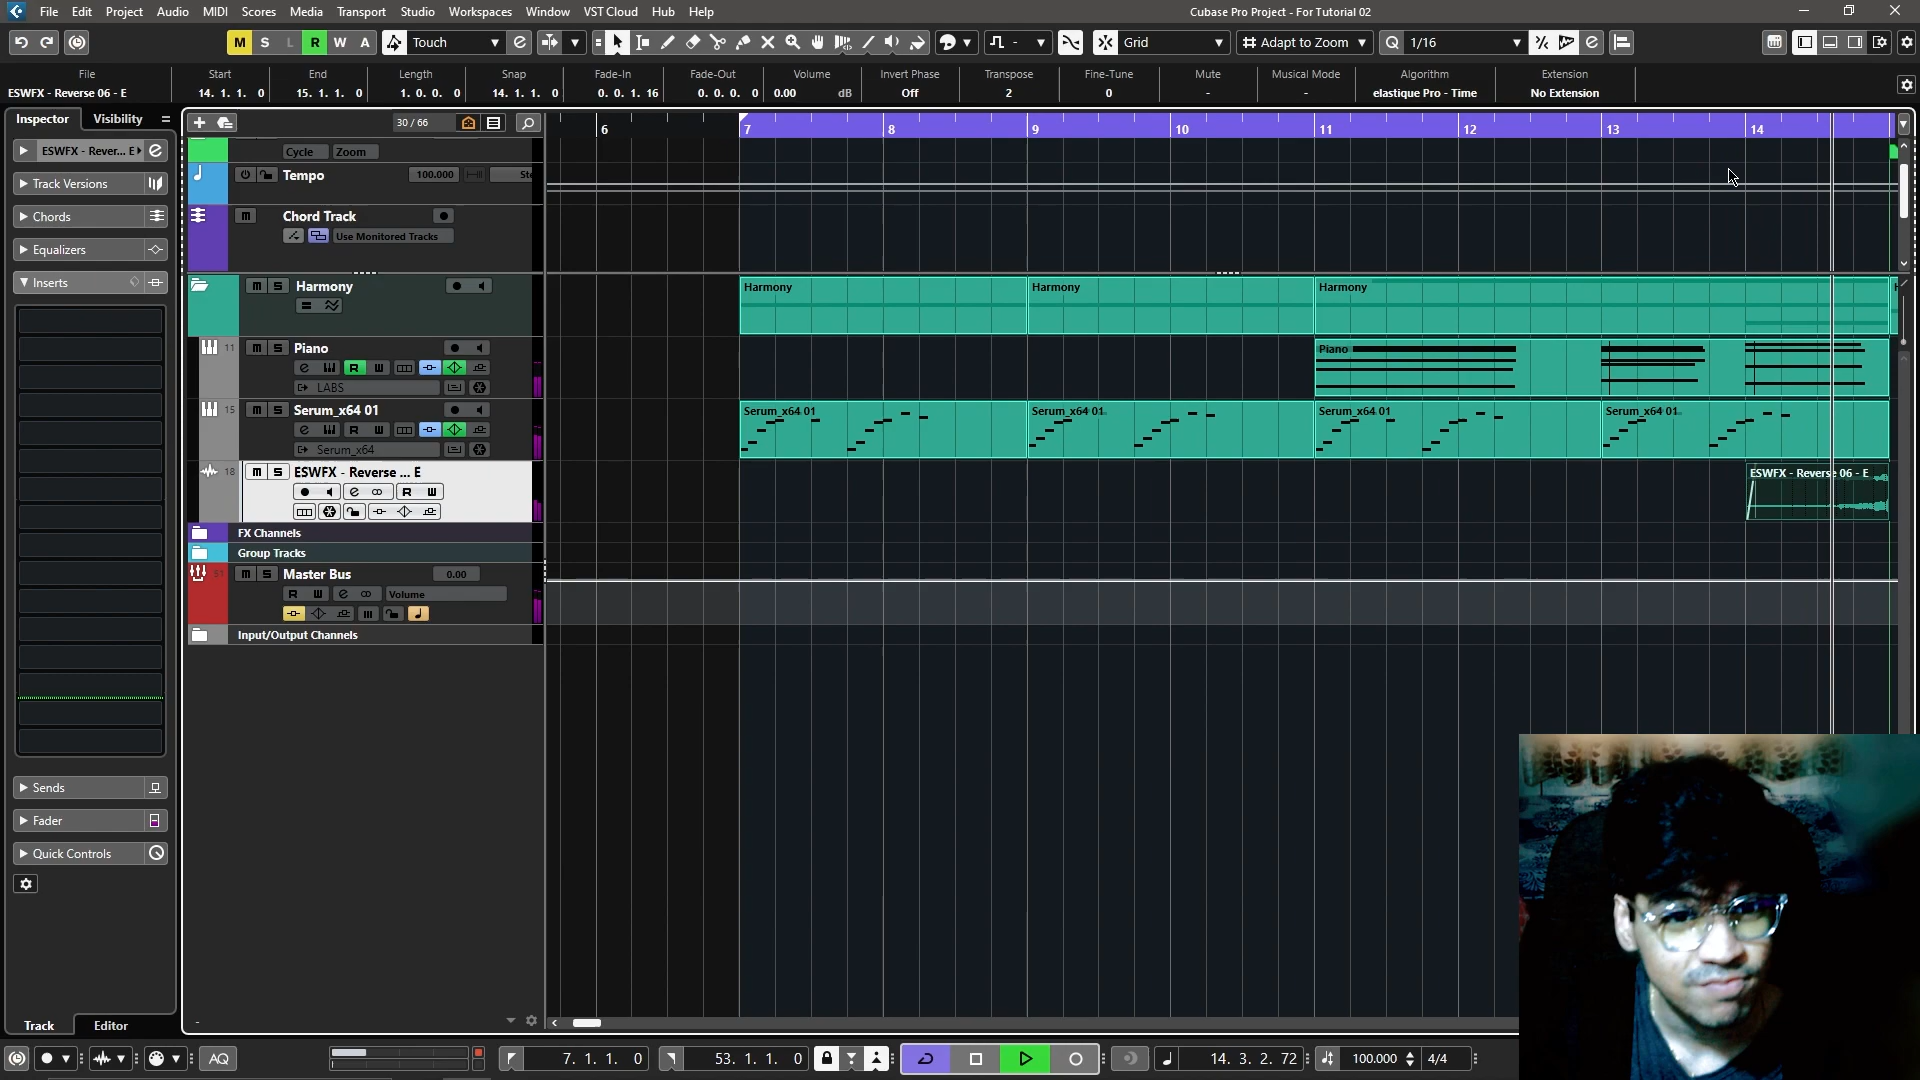 File Edit Project Audio MIDI Scores Media Transport Studio Workspaces Window VST Cloud Hub Help
Cubase Pro Project - For Tutorial 02
M S L R W A Touch Grid Adapt to Zoom Q 1/16
File Start End Length Snap Fade-In Fade-Out Volume Invert Phase Transpose Fine-Tune Mute Musical Mode Algorithm Extension
ESWFX - Reverse 06 - E 14. 1. 1. 0 15. 1. 1. 0 1. 0. 0. 0 14. 1. 1. 0 0. 0. 1. 16 0. 0. 0. 0 0.00 dB Off 2 0 - - elastique Pro - Time No Extension
Inspector Visibility
30 / 66
6 7 8 9 10 11 12 13 14
ESWFX - Rever... E
Cycle Zoom
Track Versions
Tempo 100.000
Chords
m Chord Track
Use Monitored Tracks
Equalizers
Inserts
m S Harmony
Harmony Harmony Harmony
11 m S Piano
R W
LABS
Piano
15 m S Serum_x64 01
R W
Serum_x64
Serum_x64 01 Serum_x64 01 Serum_x64 01 Serum_x64 01
18 m S ESWFX - Reverse ... E
R W
ESWFX - Reverse 06 - E
FX Channels
Group Tracks
m S Master Bus 0.00
R W Volume
Input/Output Channels
Sends
Fader
Quick Controls
Track Editor
AQ 7. 1. 1. 0 53. 1. 1. 0 14. 3. 2. 72 100.000 4/4